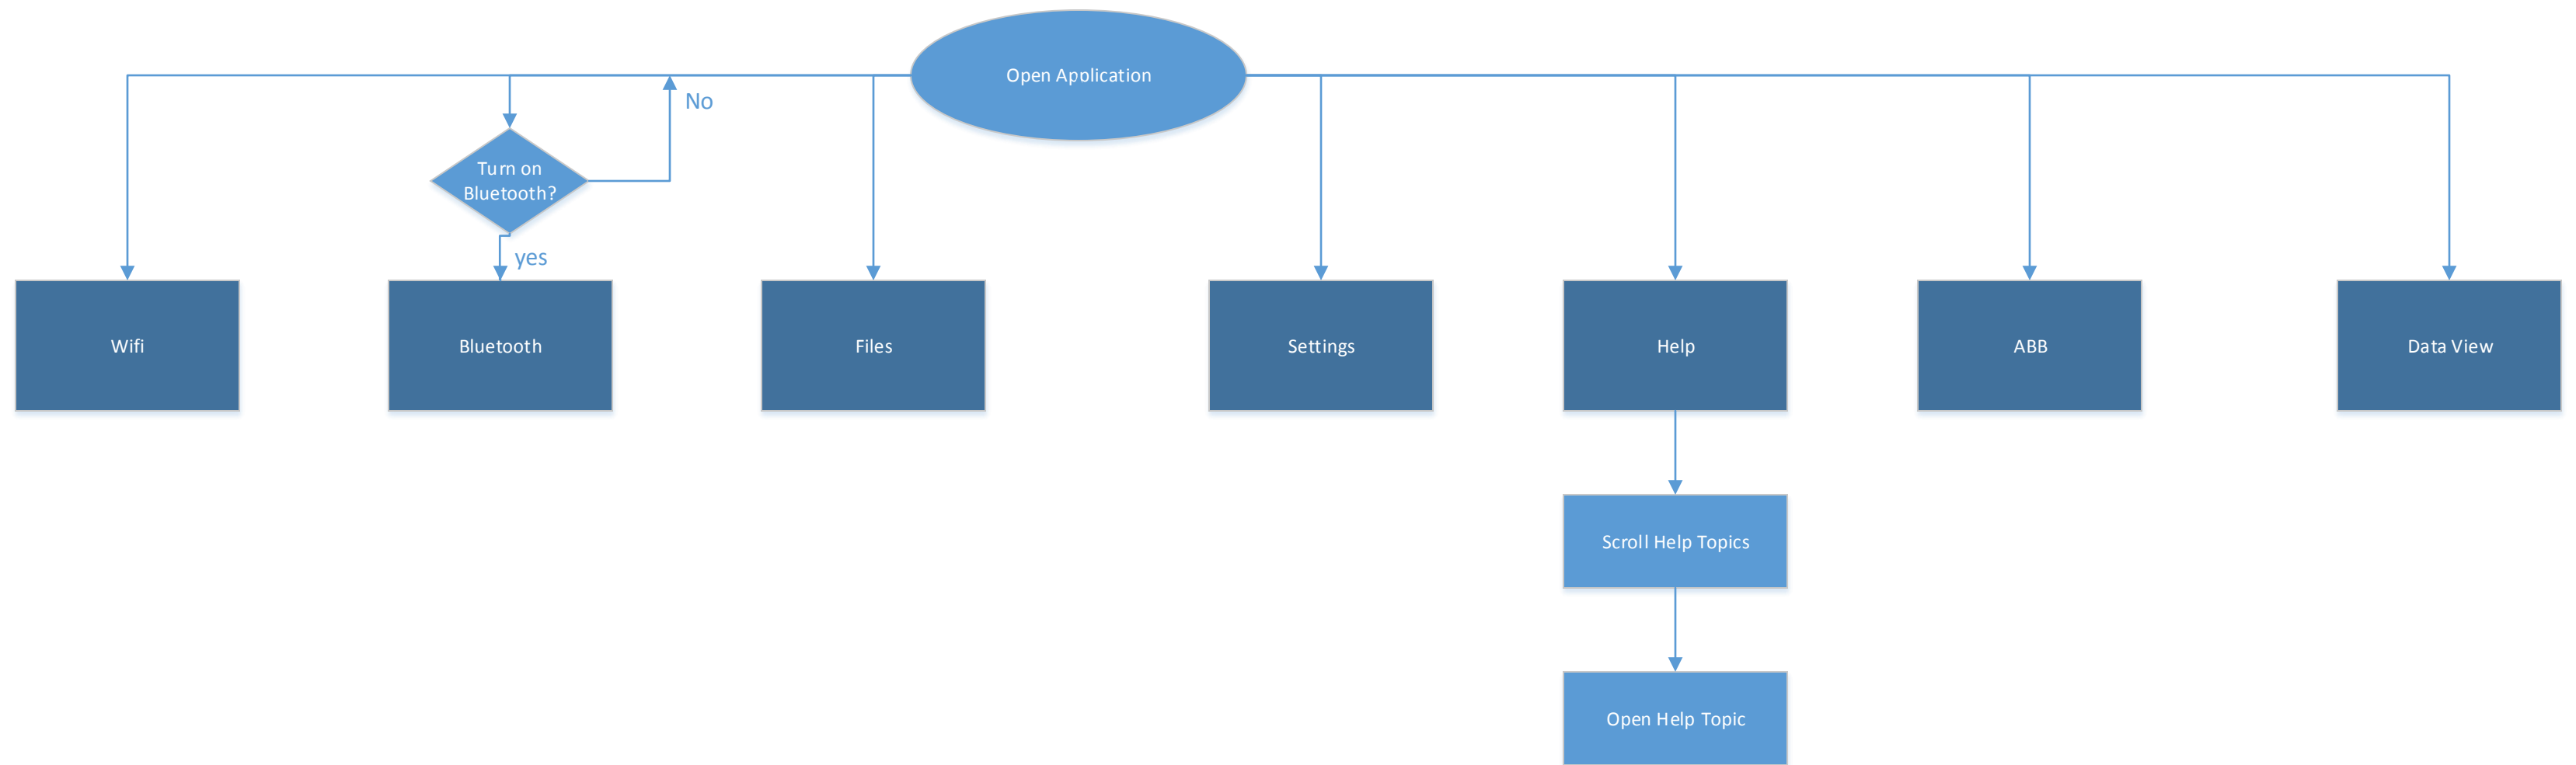 Open Application
No
Turn on
Bluetooth?
yes
Wifi
Bluetooth
Files
Settings
Help
ABB
Data View
Scroll Help Topics
Open Help Topic